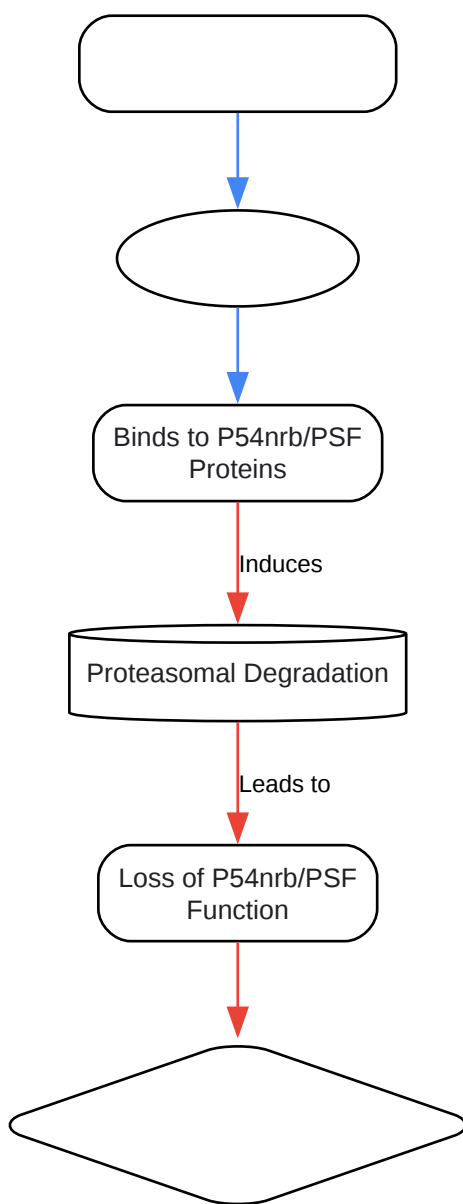 Binds to P54nrb/PSF
Proteins
Induces
Proteasomal Degradation
Leads to
Loss of P54nrb/PSF
Function